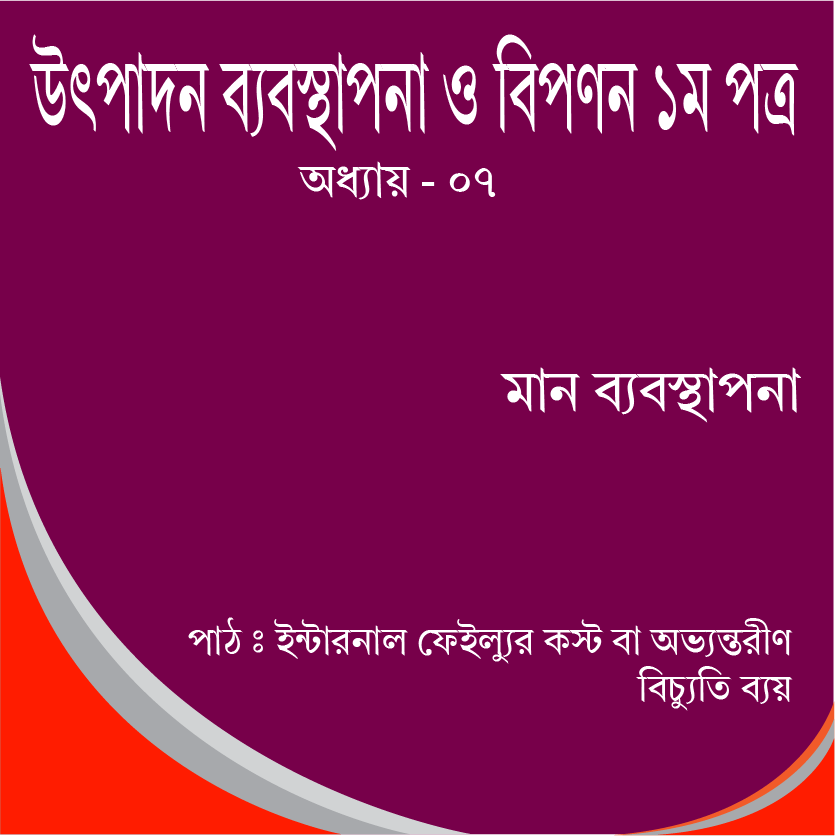 উৎপাদন ব্যবস্থাপনা ও বিপণন ১ম পত্র
অধ্যায় - ০৭
মান ব্যবস্থাপনা
পাঠ ঃ ইন্টারনাল ফেইল্যুর কস্ট বা অভ্যন্তরীণ
বিচ্যুতি ব্যয়